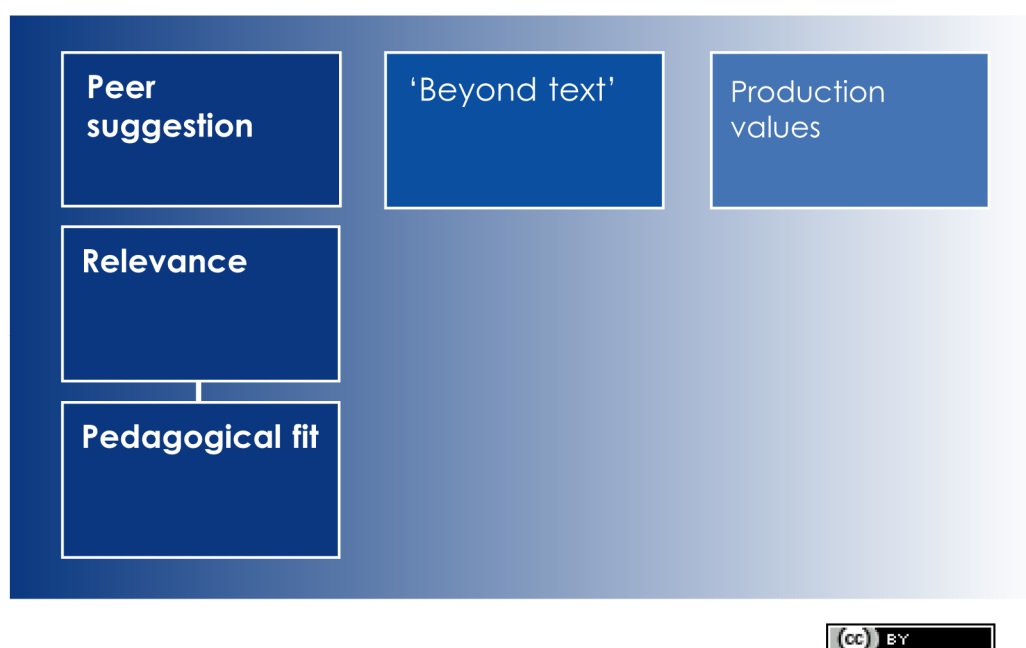 Peer
suggestion
‘Beyond text’
Production
values
Relevance
Pedagogical fit
(cc) BY